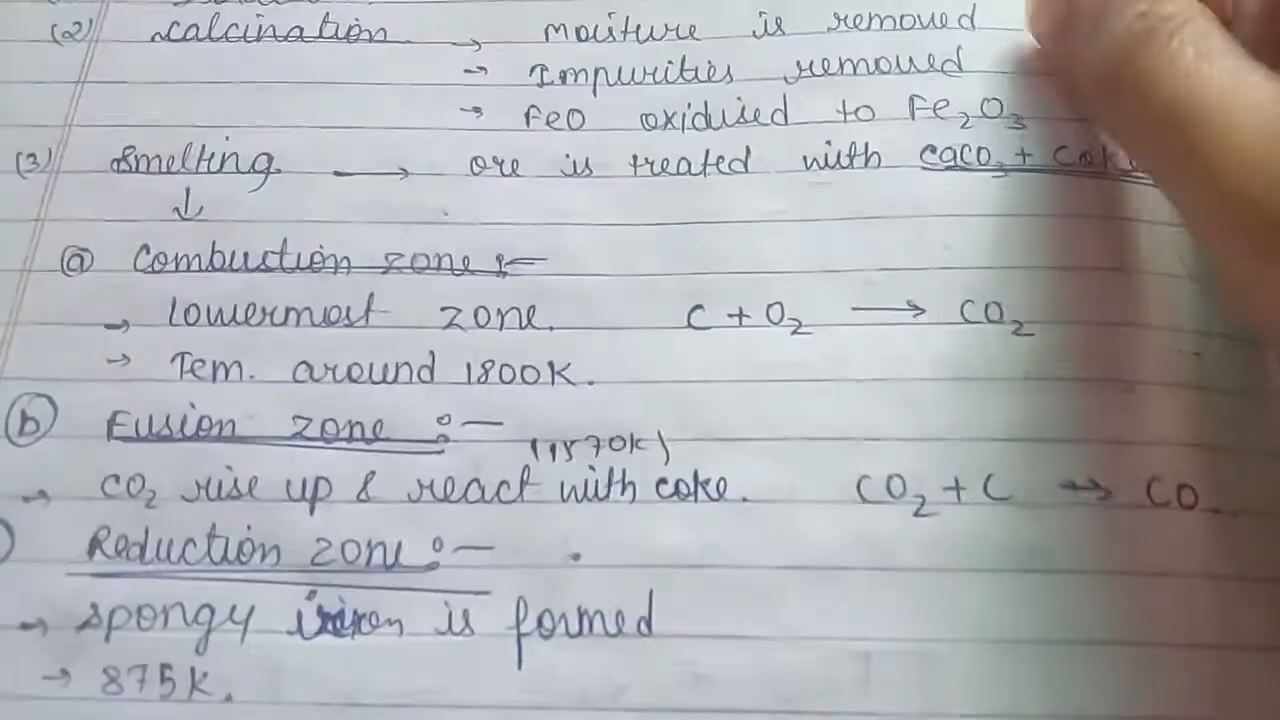 (2) calcination → moisture is removed
→ Impurities removed
→ FeO oxidised to Fe₂O₃
(3) Smelting → ore is treated with CaCO₃ + Coke
↓
ⓐ Combustion zone :-
→ lowermost zone. C + O₂ → CO₂
→ Tem. around 1800K.
ⓑ Fusion zone :- (1570K)
→ CO₂ rise up & react with coke. CO₂ + C → CO
Reduction zone :-
→ spongy iron is formed
→ 875K.